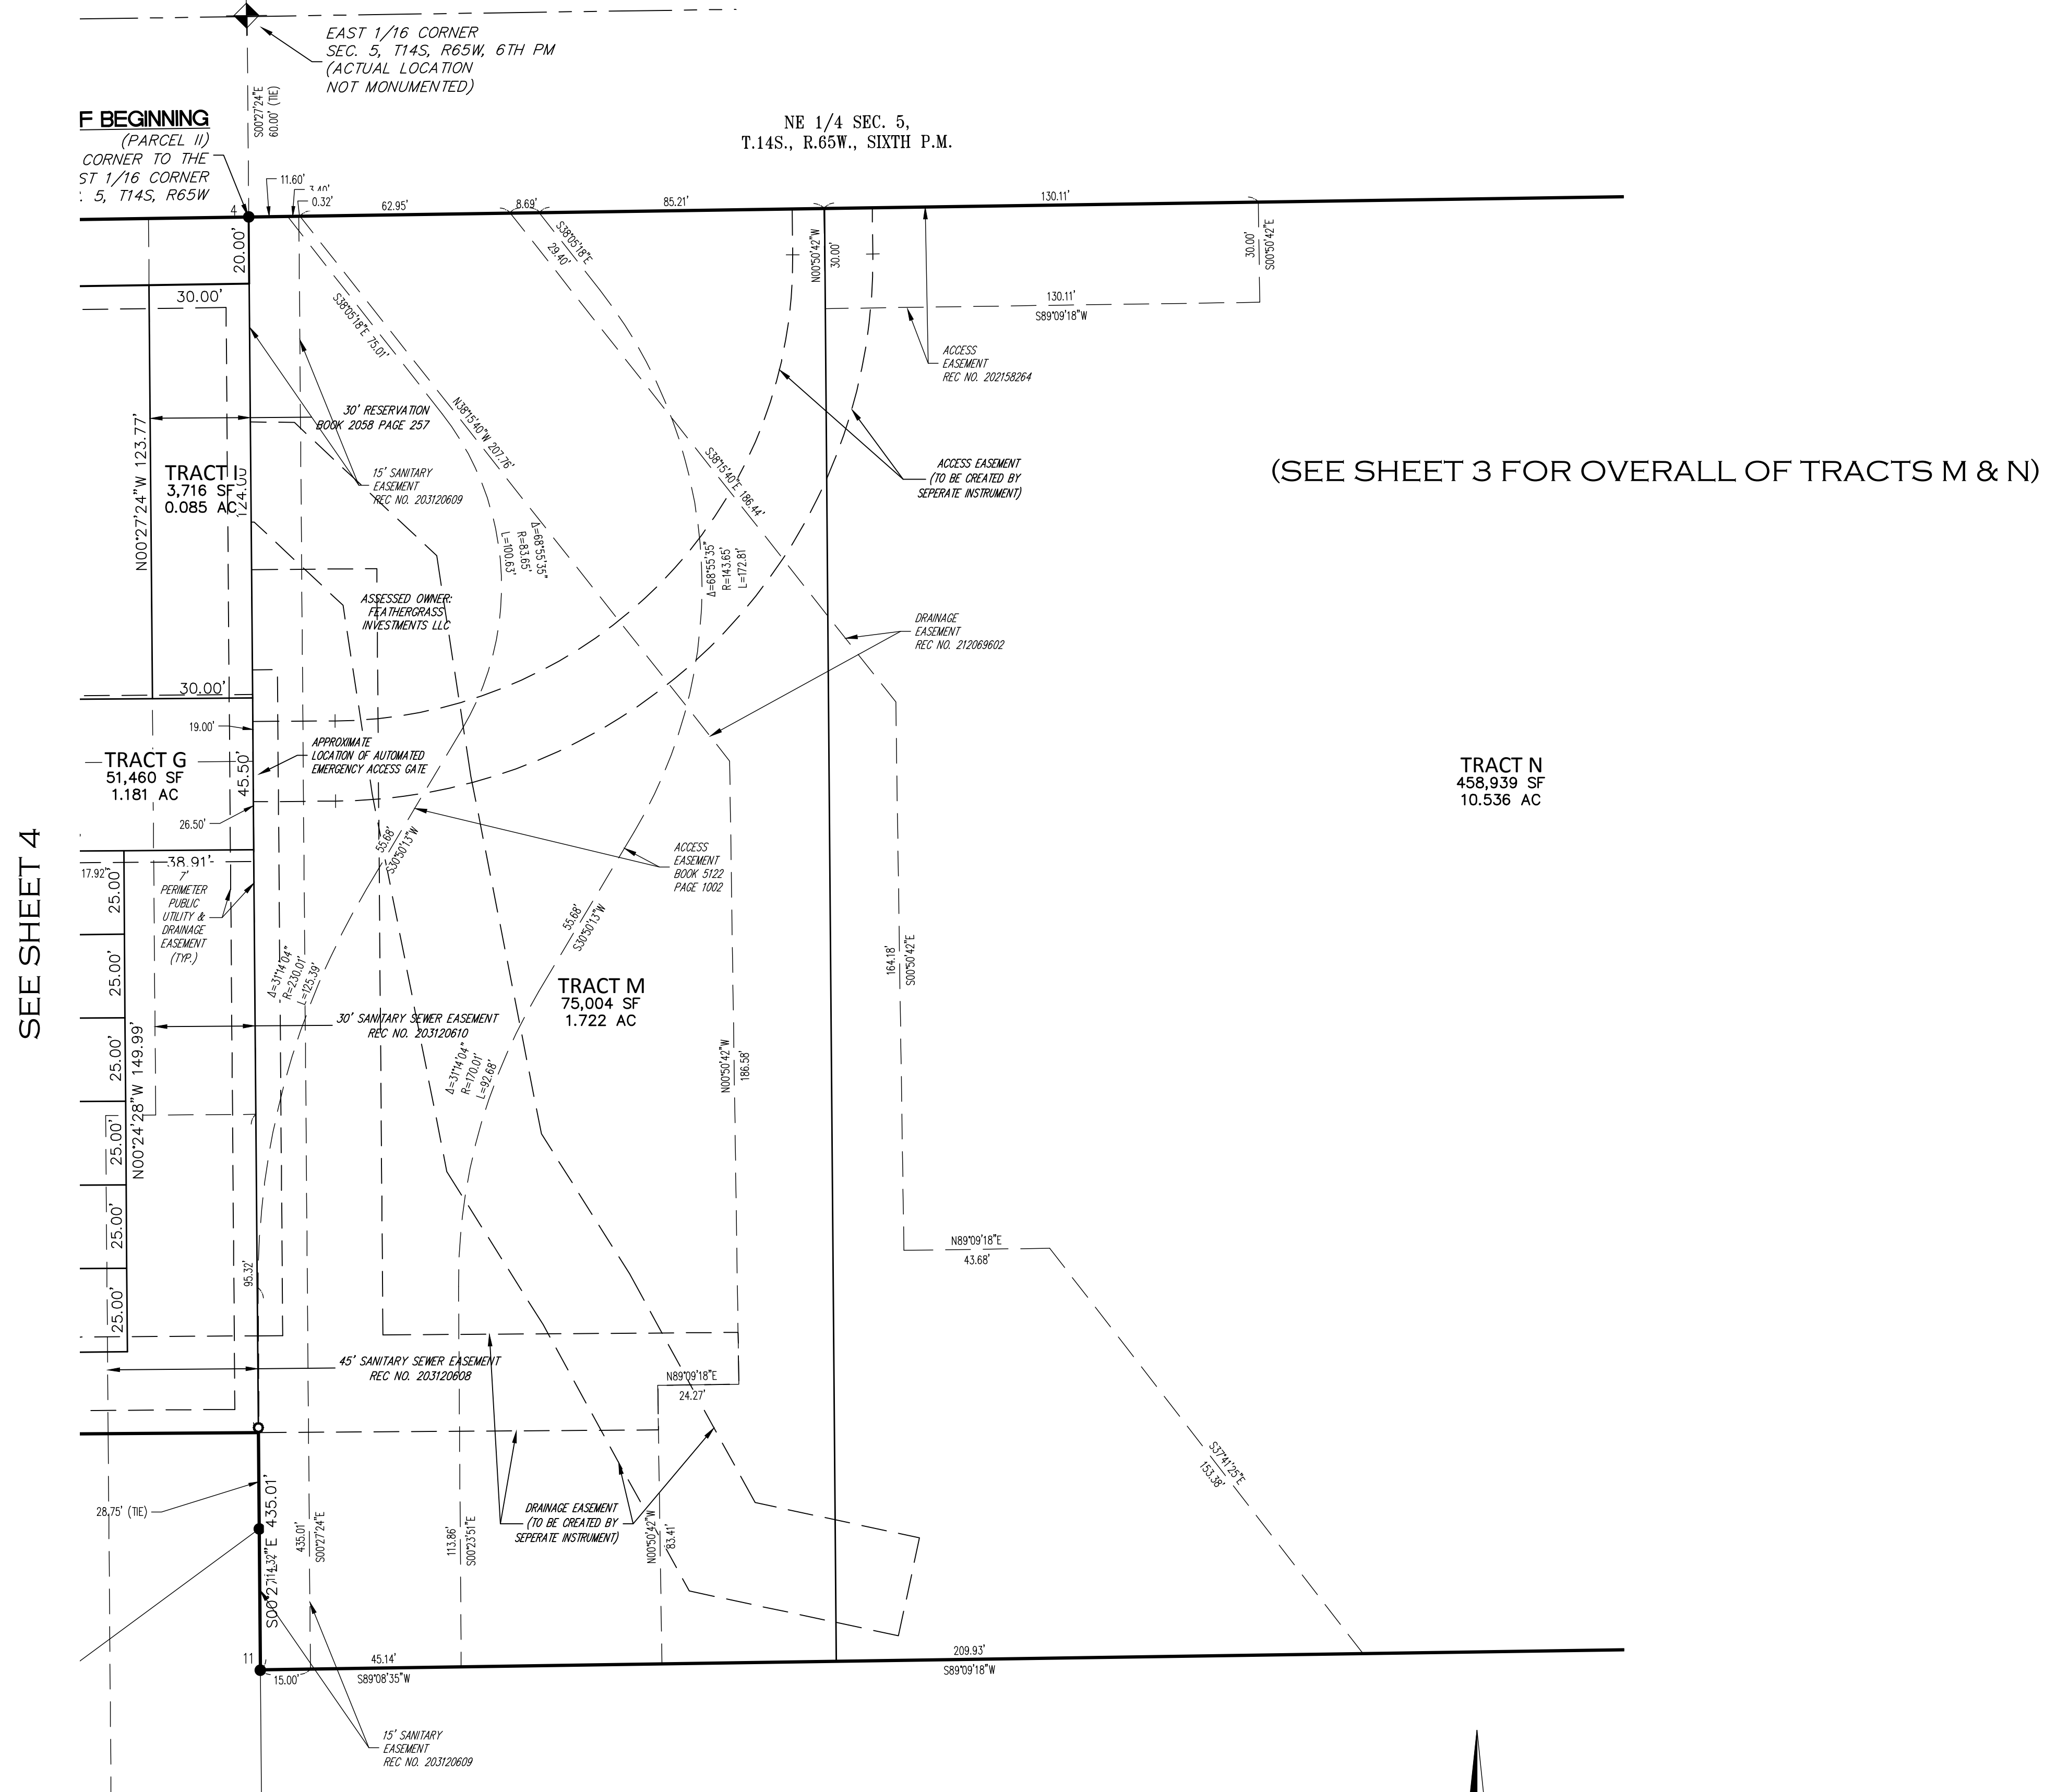 EAST 1/16 CORNER
SEC. 5, T14S, R65W, 6TH PM
(ACTUAL LOCATION
NOT MONUMENTED)
S00°27'24"E
60.00' (TIE)
F BEGINNING
(PARCEL II)
CORNER TO THE
ST 1/16 CORNER
5, T14S, R65W
NE 1/4 SEC. 5,
T.14S., R.65W., SIXTH P.M.
4
11.60'
3.40'
0.32'
62.95'
8.69'
85.21'
130.11'
20.00'
30.00'
S38°05'18"E
29.40'
N00°50'42"W
30.00'
30.00'
S00°50'42"E
130.11'
S89°09'18"W
S38°05'18"E 75.01'
ACCESS
EASEMENT
REC NO. 202158264
N38°15'40"W 207.76'
30' RESERVATION
BOOK 2058 PAGE 257
N00°27'24"W 123.77'
TRACT I
3,716 SF
0.085 AC
124.00
15' SANITARY
EASEMENT
REC NO. 203120609
S38°15'40"E 186.44'
ACCESS EASEMENT
(TO BE CREATED BY
SEPERATE INSTRUMENT)
(SEE SHEET 3 FOR OVERALL OF TRACTS M & N)
Δ=68°55'35"
R=83.65'
L=100.63'
Δ=68°55'35"
R=143.65'
L=172.81'
ASSESSED OWNER:
FEATHERGRASS
INVESTMENTS LLC
DRAINAGE
EASEMENT
REC NO. 212069602
30.00'
19.00'
APPROXIMATE
LOCATION OF AUTOMATED
EMERGENCY ACCESS GATE
TRACT G
51,460 SF
1.181 AC
45.50'
26.50'
TRACT N
458,939 SF
10.536 AC
SEE SHEET 4
55.68'
S30°50'13"W
ACCESS
EASEMENT
BOOK 5122
PAGE 1002
38.91'
17.92'
7'
PERIMETER
PUBLIC
UTILITY &
DRAINAGE
EASEMENT
(TYP.)
25.00'
25.00'
25.00'
25.00'
25.00'
25.00'
N00°24'28"W 149.99'
55.68'
S30°50'13"W
164.18'
S00°50'42"E
Δ=31°14'04"
R=230.01'
L=125.39'
TRACT M
75,004 SF
1.722 AC
30' SANITARY SEWER EASEMENT
REC NO. 203120610
Δ=31°14'04"
R=170.01'
L=92.68'
N00°50'42"W
186.58'
N89°09'18"E
43.68'
95.32'
45' SANITARY SEWER EASEMENT
REC NO. 203120608
N89°09'18"E
24.27'
S37°41'25"E
153.38'
28.75' (TIE)
S00°27' "E 435.01'
114.32'
435.01'
S00°27'24"E
113.86'
S00°23'51"E
DRAINAGE EASEMENT
(TO BE CREATED BY
SEPERATE INSTRUMENT)
N00°50'42"W
83.41'
11
15.00'
45.14'
S89°08'35"W
209.93'
S89°09'18"W
15' SANITARY
EASEMENT
REC NO. 203120609